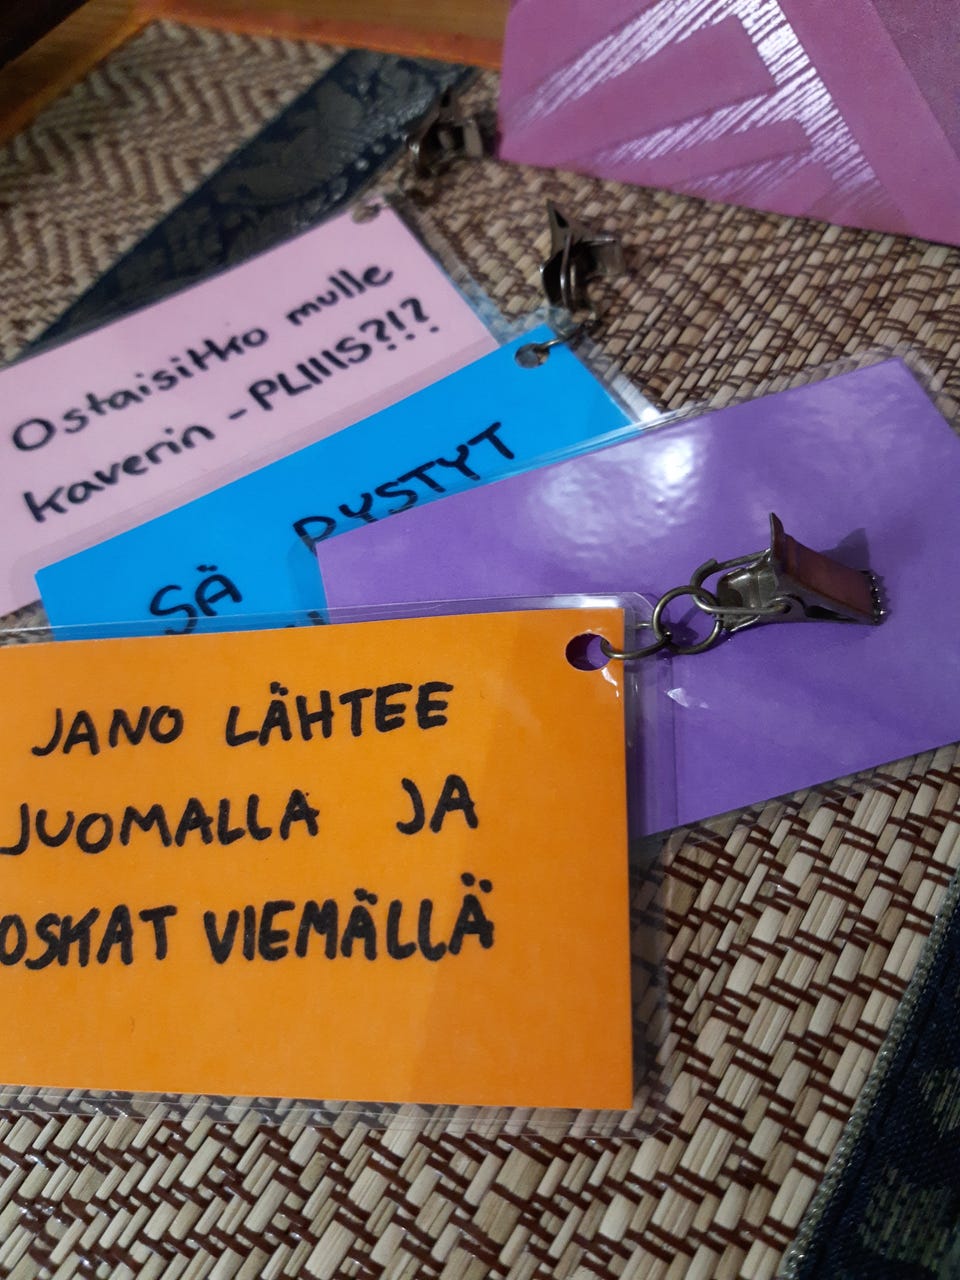 Ostaisitko mulle
kaverin - PLIIIS?!?
SÄ PYSTYT
JANO LÄHTEE
JUOMALLA JA
OSKAT VIEMÄLLÄ